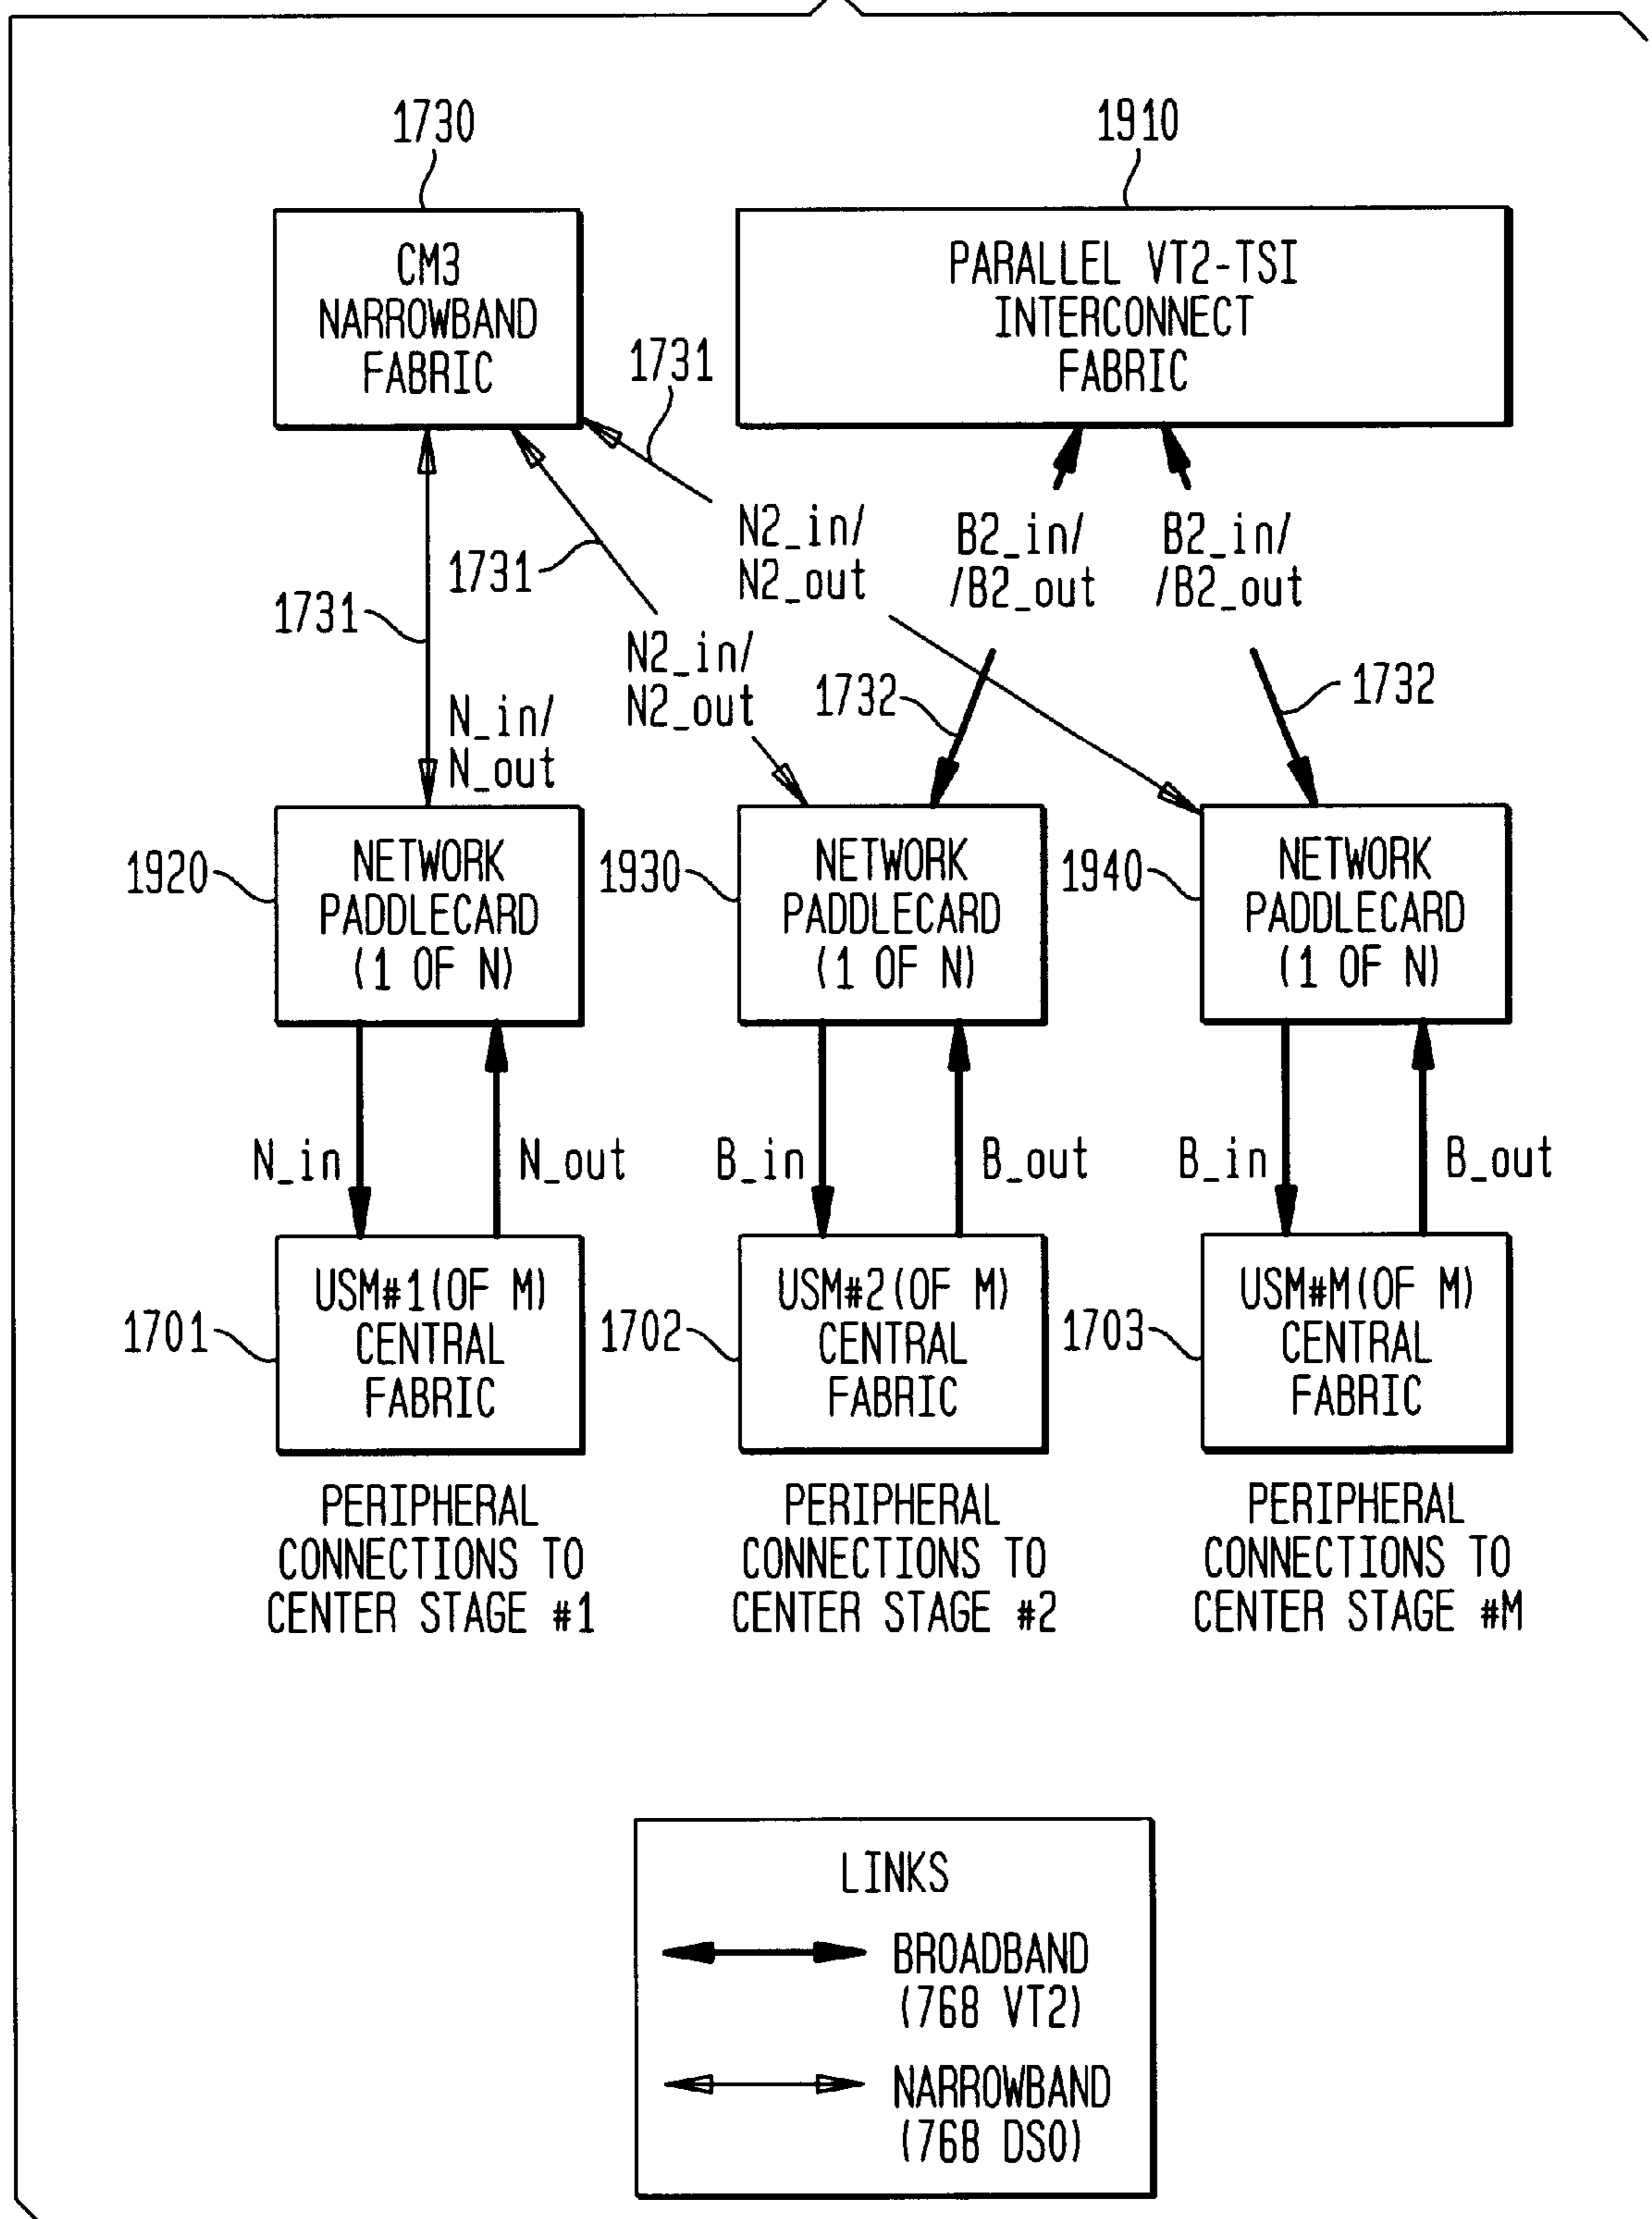 1730
1910
CM3
NARROWBAND
FABRIC
PARALLEL VT2-TSI
INTERCONNECT
FABRIC
1731
N2_in/
N2_out
B2_in/
/B2_out
B2_in/
/B2_out
1731
1731
N2_in/
N2_out
1732
1732
N_in/
N_out
1920
NETWORK
PADDLECARD
(1 OF N)
1930
NETWORK
PADDLECARD
(1 OF N)
1940
NETWORK
PADDLECARD
(1 OF N)
N_in
N_out
B_in
B_out
B_in
B_out
1701
USM#1(OF M)
CENTRAL
FABRIC
1702
USM#2(OF M)
CENTRAL
FABRIC
1703
USM#M(OF M)
CENTRAL
FABRIC
PERIPHERAL
CONNECTIONS TO
CENTER STAGE #1
PERIPHERAL
CONNECTIONS TO
CENTER STAGE #2
PERIPHERAL
CONNECTIONS TO
CENTER STAGE #M
LINKS
BROADBAND
(768 VT2)
NARROWBAND
(768 DS0)